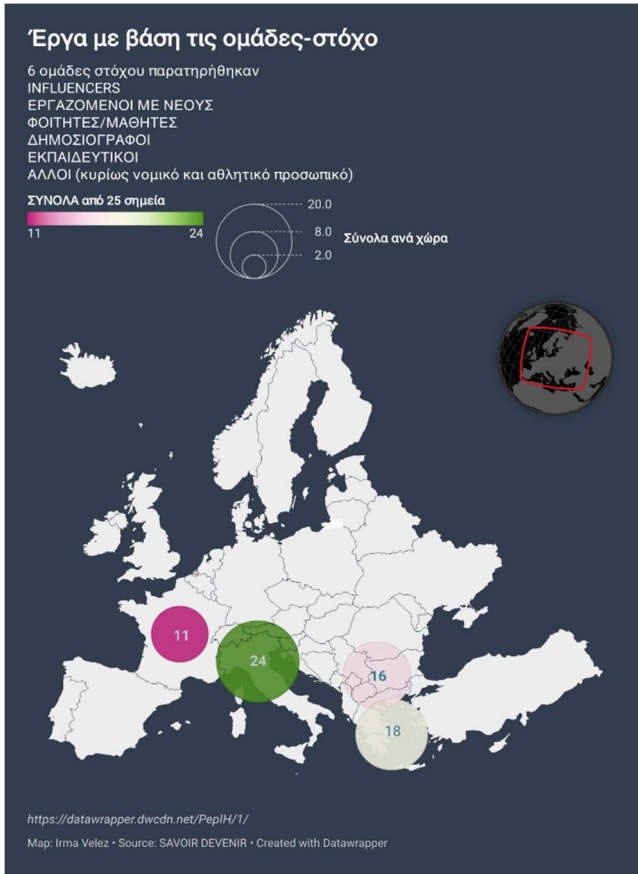 Έργα με βάση τις ομάδες-στόχο
6 ομάδες στόχου παρατηρήθηκαν
INFLUENCERS
ΕΡΓΑΖΟΜΕΝΟΙ ΜΕ ΝΕΟΥΣ
ΦΟΙΤΗΤΕΣ/ΜΑΘΗΤΕΣ
ΔΗΜΟΣΙΟΓΡΑΦΟΙ
ΕΚΠΑΙΔΕΥΤΙΚΟΙ
ΑΛΛΟΙ (κυρίως νομικό και αθλητικό προσωπικό)
ΣΥΝΟΛΑ από 25 σημεία
11 24
20.0
8.0
2.0
Σύνολα ανά χώρα
11
24
16
18
https://datawrapper.dwcdn.net/PepIH/1/
Map: Irma Velez • Source: SAVOIR DEVENIR • Created with Datawrapper